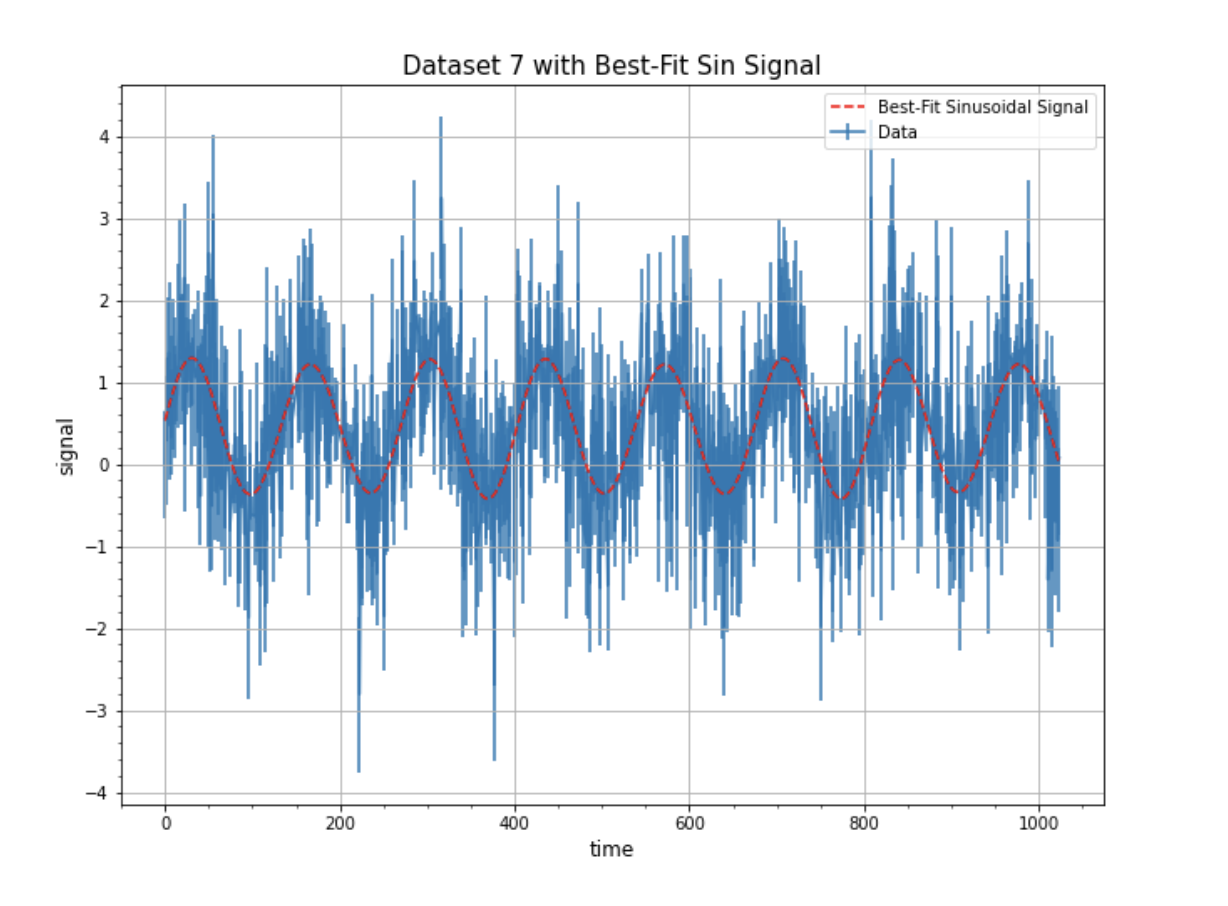 Dataset 7 with Best-Fit Sin Signal
Best-Fit Sinusoidal Signal
Data
4
3
2
1
0
−1
−2
−3
−4
signal
0 200 400 600 800 1000
time